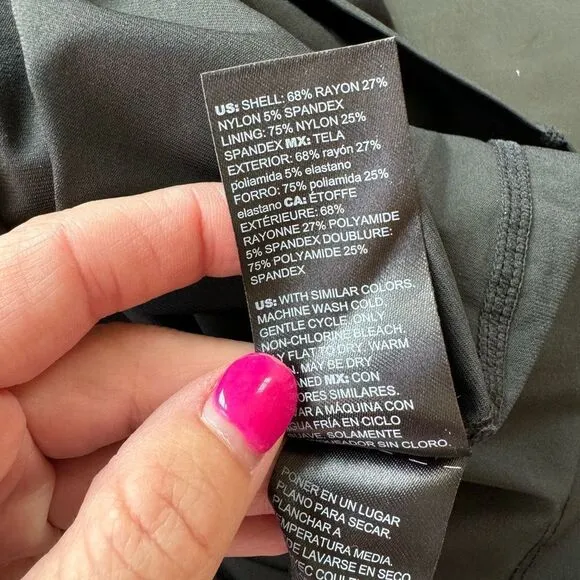 US: SHELL: 68% RAYON 27%
NYLON 5% SPANDEX
LINING: 75% NYLON 25%
SPANDEX MX: TELA
EXTERIOR: 68% rayón 27%
poliamida 5% elastano
FORRO: 75% poliamida 25%
elastano CA: ÉTOFFE
EXTÉRIEURE: 68%
RAYONNE 27% POLYAMIDE
5% SPANDEX DOUBLURE:
75% POLYAMIDE 25%
SPANDEX
US: WITH SIMILAR COLORS.
MACHINE WASH COLD.
GENTLE CYCLE. ONLY
NON-CHLORINE BLEACH.
FLAT TO DRY. WARM
MAY BE DRY
MX: CON
SIMILARES.
A MÁQUINA CON
FRÍA EN CICLO
SOLAMENTE
SIN CLORO.
PONER EN UN LUGAR
PLANO PARA SECAR.
PLANCHAR A
TEMPERATURA MEDIA.
DE LAVARSE EN SECO